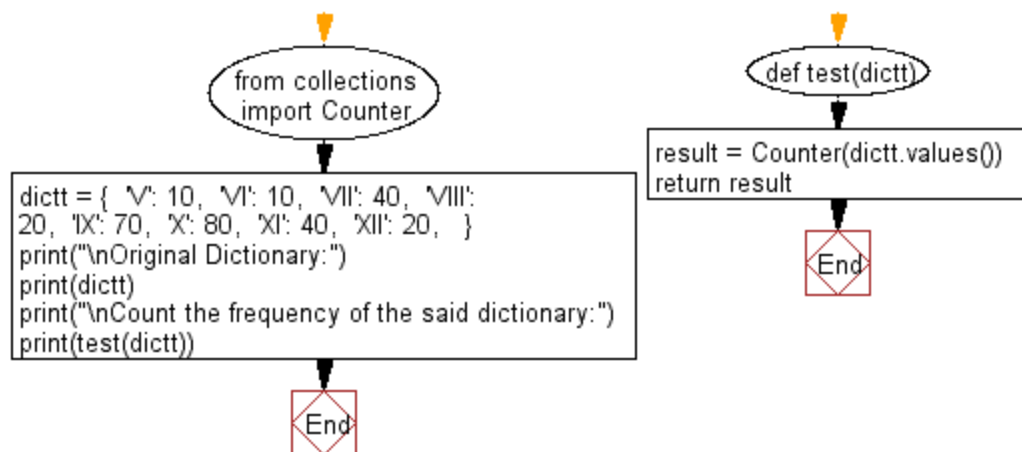 from collections
import Counter
dictt = {  'V': 10,  'VI': 10,  'VII': 40,  'VIII':
20,  'IX': 70,  'X': 80,  'XI': 40,  'XII': 20,   }
print("\nOriginal Dictionary:")
print(dictt)
print("\nCount the frequency of the said dictionary:")
print(test(dictt))
End
def test(dictt)
result = Counter(dictt.values())
return result
End